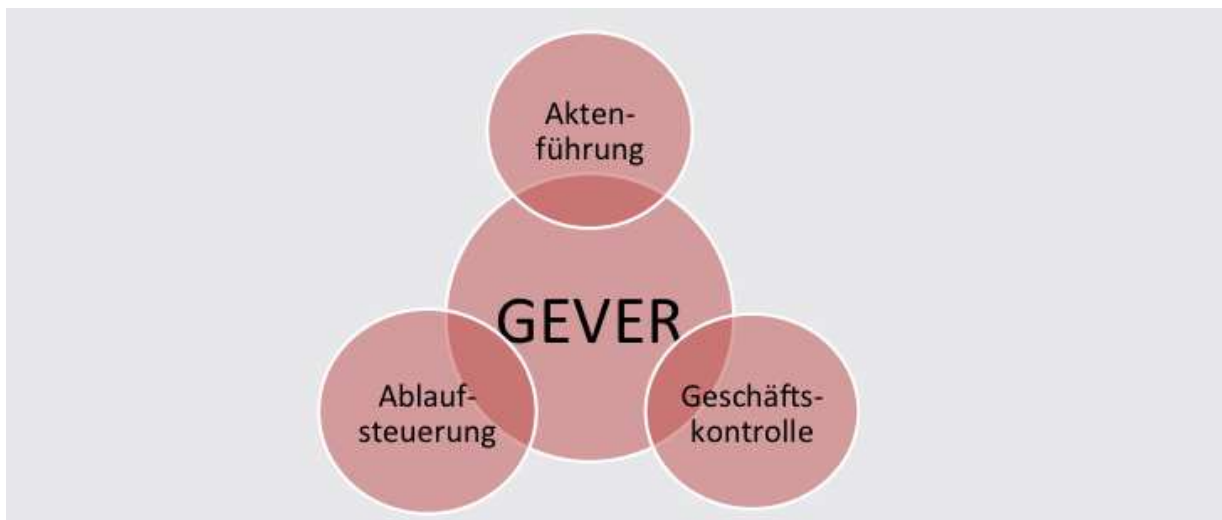 Akten-
führung
GEVER
Ablauf-
steuerung
Geschäfts-
kontrolle